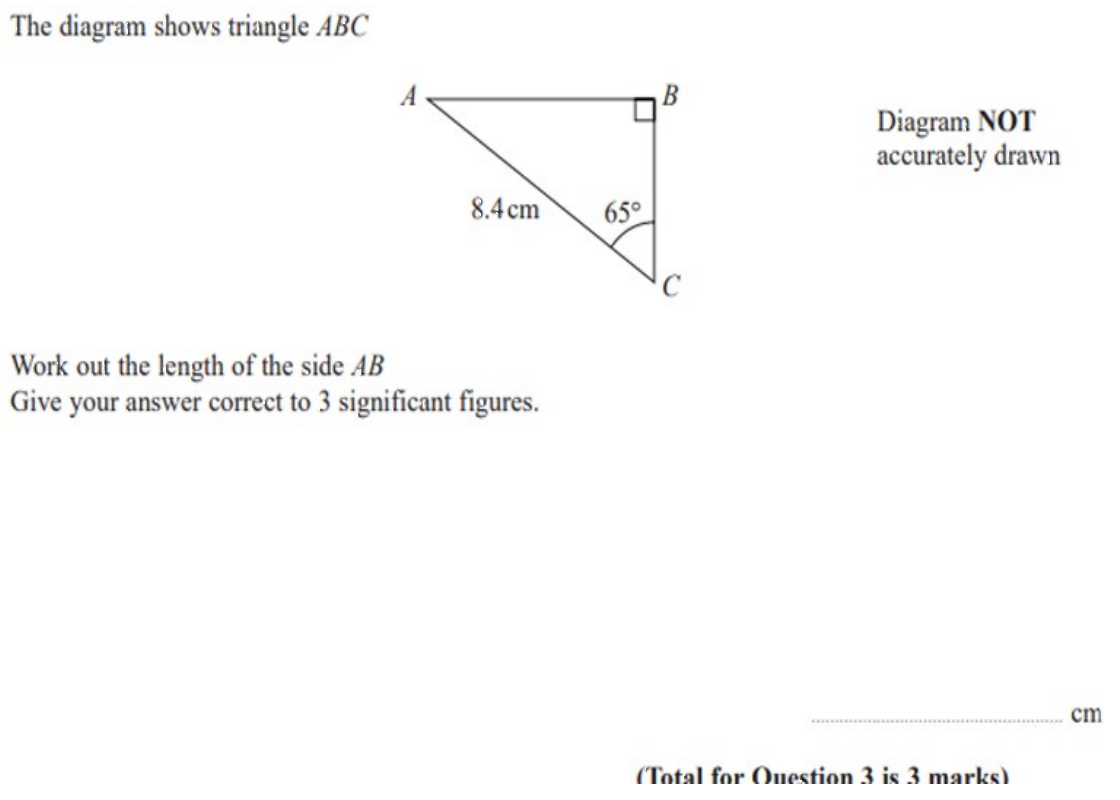 The diagram shows triangle ABC
A
B
Diagram NOT
accurately drawn
8.4 cm
65°
C
Work out the length of the side AB
Give your answer correct to 3 significant figures.
cm
(Total for Question 3 is 3 marks)